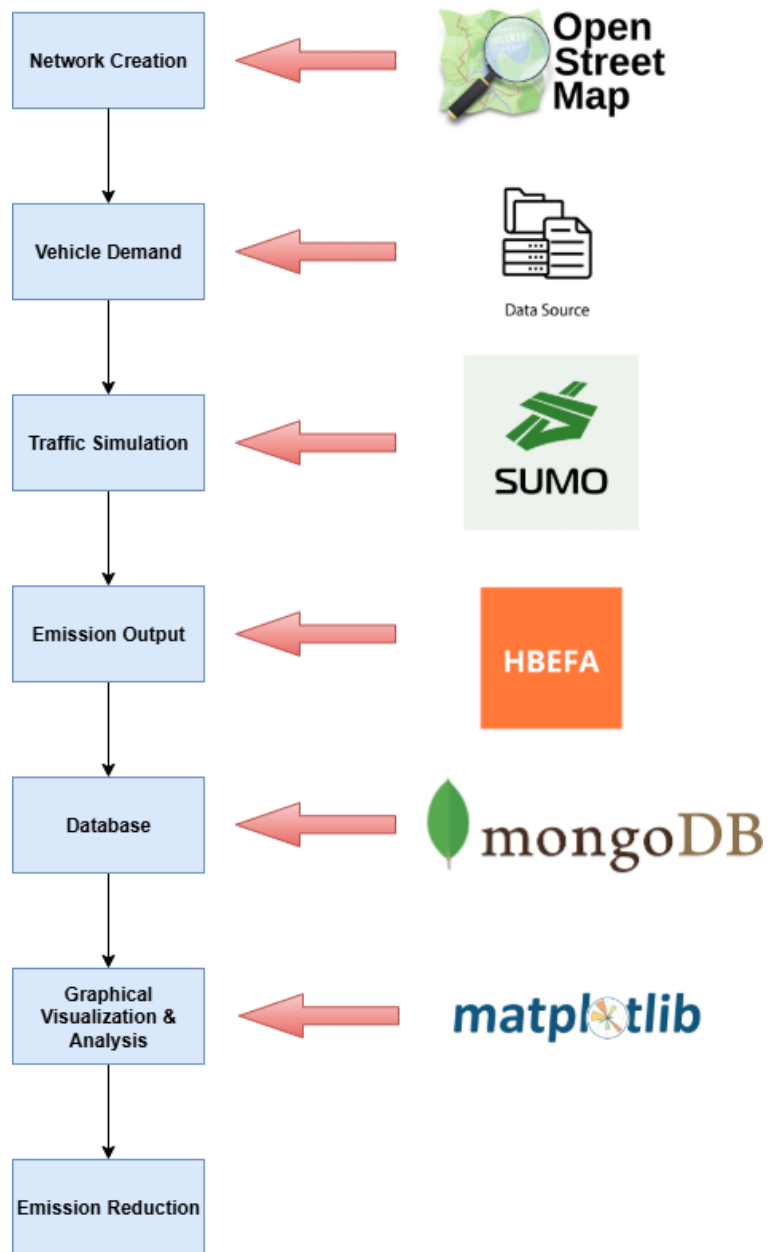 Network Creation
Open
Street
Map
Vehicle Demand
Data Source
Traffic Simulation
SUMO
Emission Output
HBEFA
Database
mongoDB
Graphical
Visualization &
Analysis
matplotlib
Emission Reduction